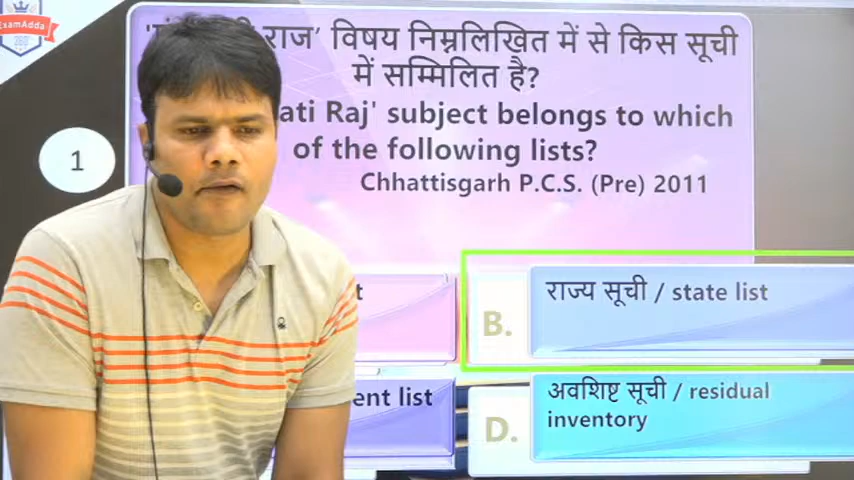 ExamAdda
राज’ विषय निम्नलिखित में से किस सूची
में सम्मिलित है?
ati Raj' subject belongs to which
of the following lists?
Chhattisgarh P.C.S. (Pre) 2011
1
t
B.
राज्य सूची / state list
ent list
D.
अवशिष्ट सूची / residual
inventory